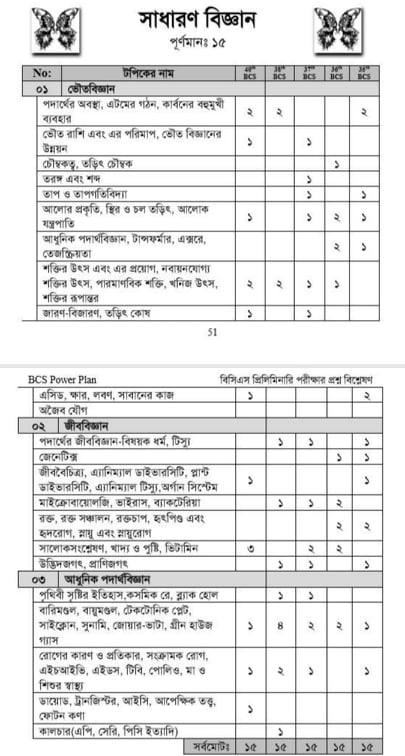 সাধারণ বিজ্ঞান
পূর্ণমানঃ ১৫
No: টপিকের নাম 40th BCS 38th BCS 37th BCS 36th BCS 35th BCS
০১ ভৌতবিজ্ঞান
পদার্থের অবস্থা, এটমের গঠন, কার্বনের বহুমুখী
ব্যবহার ২ ২ ২
ভৌত রাশি এবং এর পরিমাপ, ভৌত বিজ্ঞানের
উন্নয়ন ১ ১
চৌম্বকত্ব, তড়িৎ চৌম্বক ১
তরঙ্গ এবং শব্দ ১
তাপ ও তাপগতিবিদ্যা ১ ১
আলোর প্রকৃতি, স্থির ও চল তড়িৎ, আলোক
যন্ত্রপাতি ১ ১ ২ ১
আধুনিক পদার্থবিজ্ঞান, টান্সফর্মার, এক্সরে,
তেজস্ক্রিয়তা ২ ১
শক্তির উৎস এবং এর প্রয়োগ, নবায়নযোগ্য
শক্তির উৎস, পারমাণবিক শক্তি, খনিজ উৎস,
শক্তির রূপান্তর ২ ২ ১ ১
জারণ-বিজারণ, তড়িৎ কোষ ১ ১
51
BCS Power Plan বিসিএস প্রিলিমিনারি পরীক্ষার প্রশ্ন বিশ্লেষণ
এসিড, ক্ষার, লবণ, সাবানের কাজ ১ ২
অজৈব যৌগ
০২ জীববিজ্ঞান
পদার্থের জীববিজ্ঞান-বিষয়ক ধর্ম, টিস্যু ১ ১ ১
জেনেটিক্স ১ ১
জীববৈচিত্র্য, এ্যানিম্যাল ডাইভারসিটি, প্লান্ট
ডাইভারসিটি, এ্যানিম্যাল টিস্যু,অর্গান সিস্টেম ১ ১
মাইক্রোবায়োলজি, ভাইরাস, ব্যাকটেরিয়া ১ ১ ২
রক্ত, রক্ত সঞ্চালন, রক্তচাপ, হৃৎপিণ্ড এবং
হৃদরোগ, স্নায়ু এবং স্নায়ুরোগ ২ ২
সালোকসংশ্লেষণ, খাদ্য ও পুষ্টি, ভিটামিন ৩ ২ ২
উদ্ভিদজগৎ, প্রাণিজগৎ ১ ১ ১
০৩ আধুনিক পদার্থবিজ্ঞান
পৃথিবী সৃষ্টির ইতিহাস,কসমিক রে, ব্ল্যাক হোল ১ ১
বারিমণ্ডল, বায়ুমণ্ডল, টেকটোনিক প্লেট,
সাইক্লোন, সুনামি, জোয়ার-ভাটা, গ্রীন হাউজ
গ্যাস ১ ৪ ২ ২ ১
রোগের কারণ ও প্রতিকার, সংক্রামক রোগ,
এইচআইভি, এইডস, টিবি, পোলিও, মা ও
শিশুর স্বাস্থ্য ১ ২ ১ ১
ডায়োড, ট্রানজিস্টর, আইসি, আপেক্ষিক তত্ত্ব,
ফোটন কণা ১
কালচার(এপি, সেরি, পিসি ইত্যাদি) ১
সর্বমোটঃ ১৫ ১৫ ১৫ ১৫ ১৫